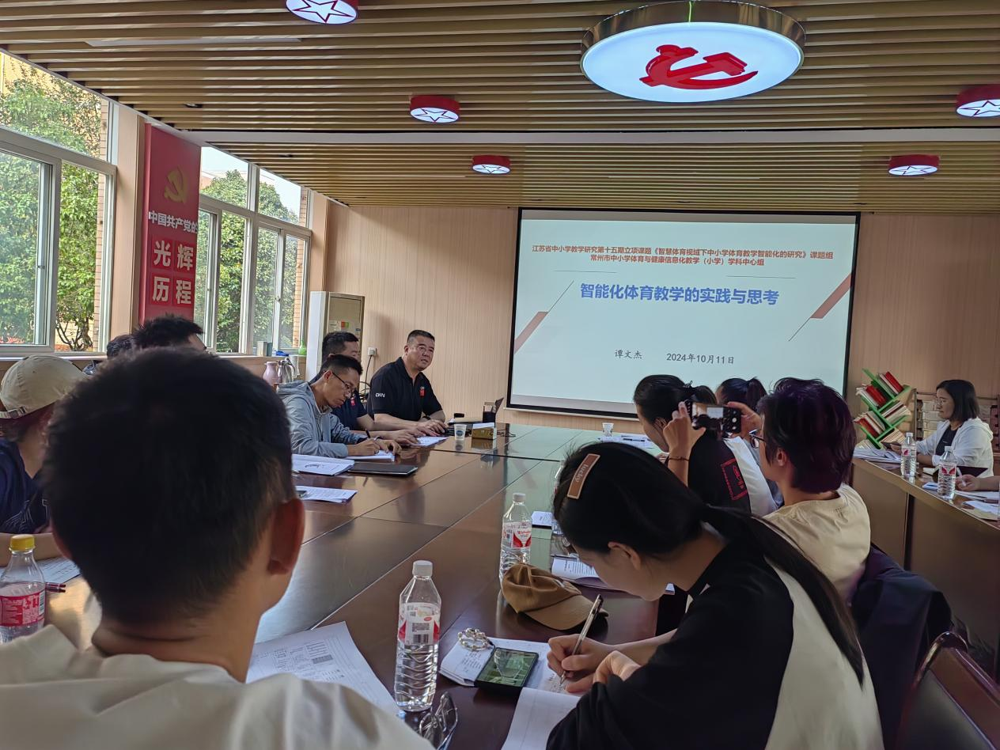 中国共产党的
光辉
历程
江苏省中小学教学研究第十五期立项课题《智慧体育视域下中小学体育教学智能化的研究》课题组
常州市中小学体育与健康信息化教学（小学）学科中心组
智能化体育教学的实践与思考
谭文杰 2024年10月11日
CHN
lucky